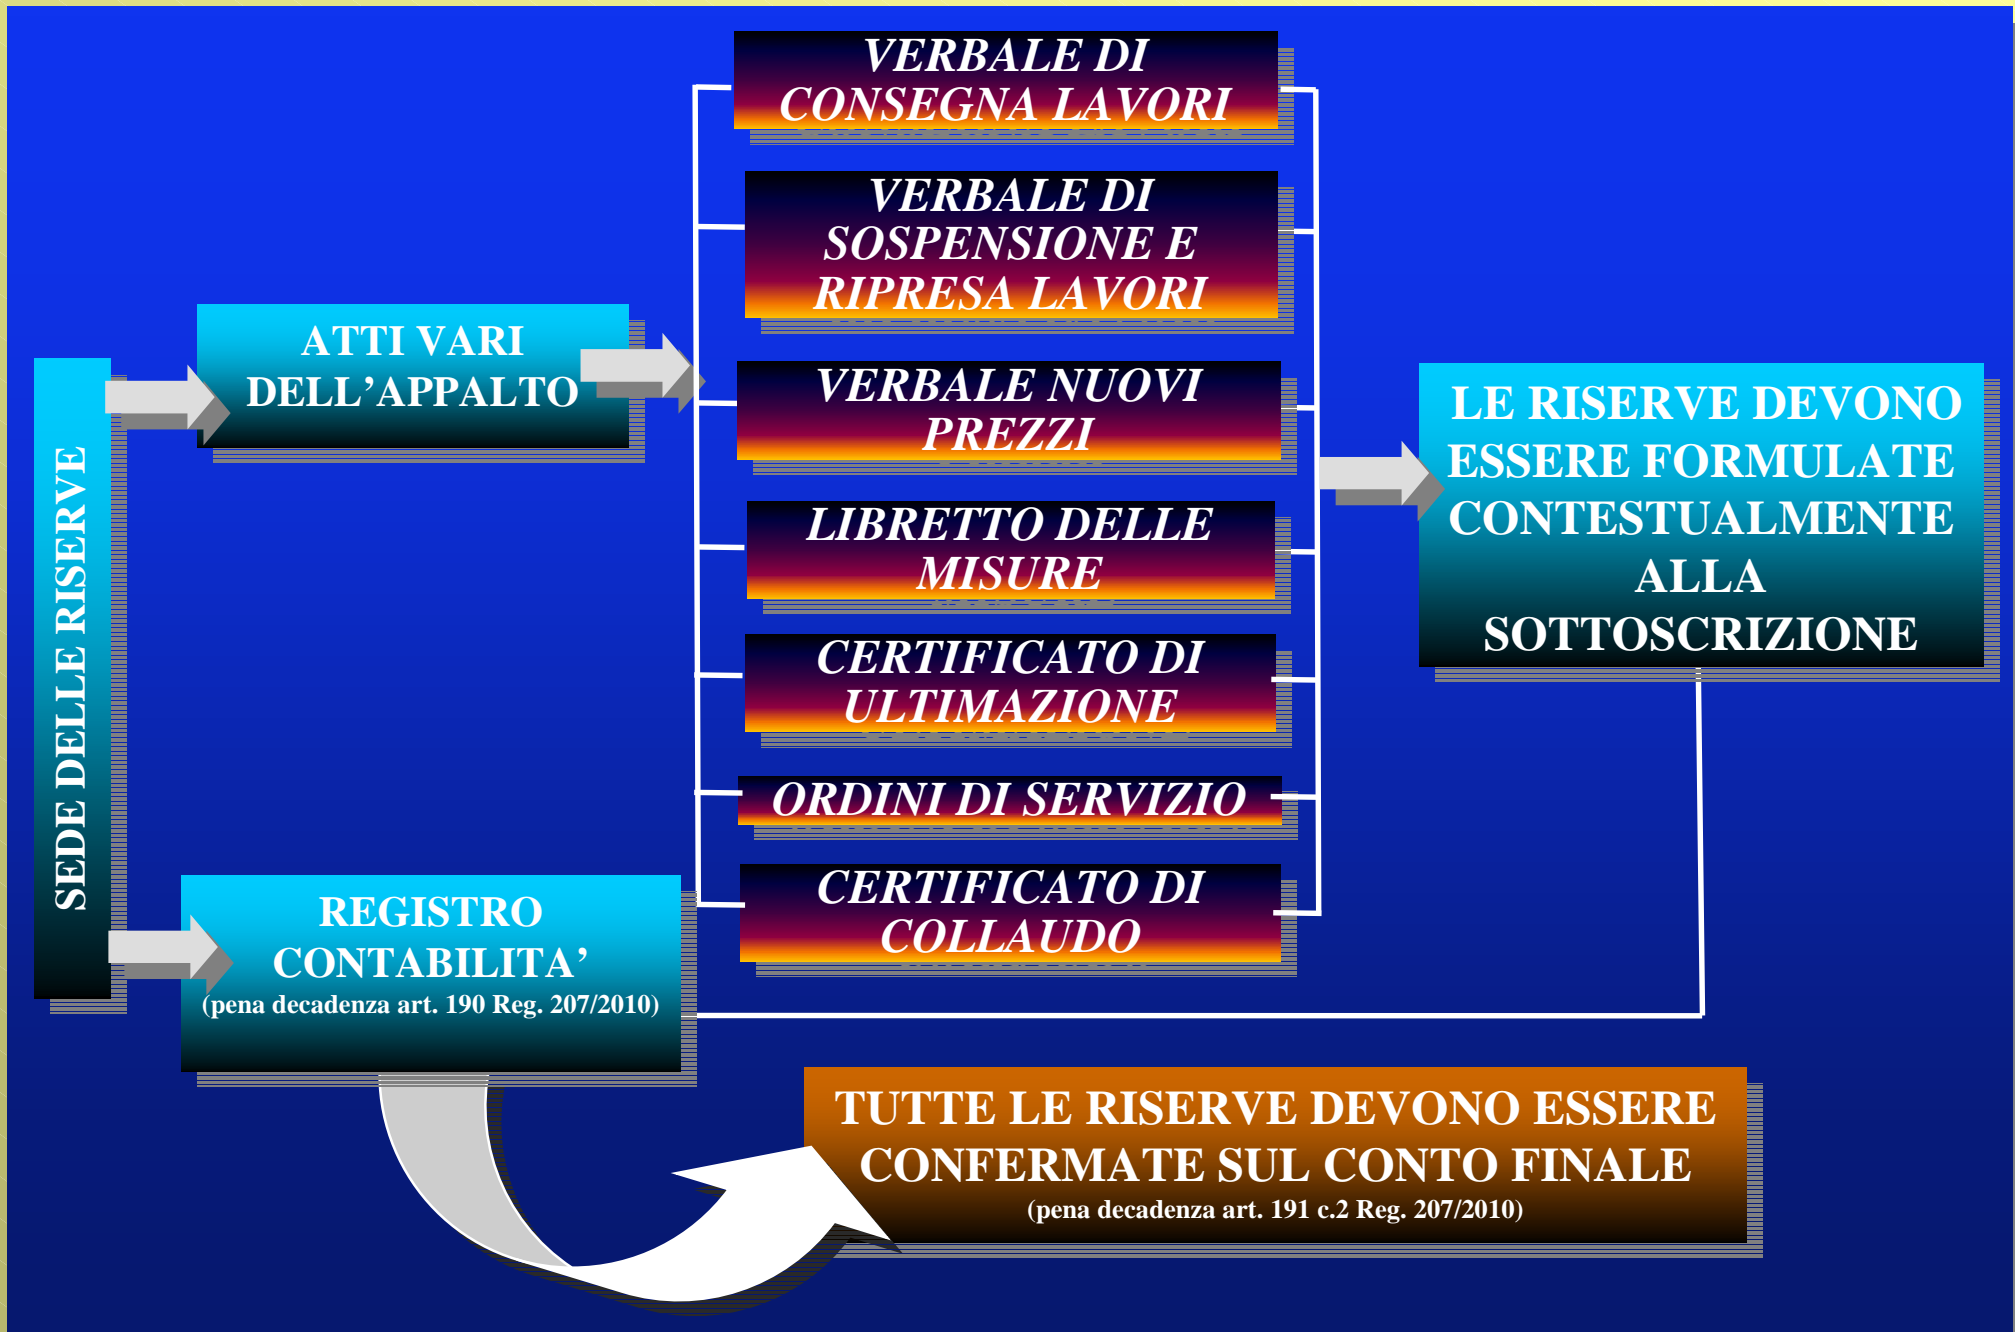 SEDE DELLE RISERVE
ATTI VARI
DELL’APPALTO
VERBALE DI
CONSEGNA LAVORI
VERBALE DI
SOSPENSIONE E
RIPRESA LAVORI
VERBALE NUOVI
PREZZI
LIBRETTO DELLE
MISURE
CERTIFICATO DI
ULTIMAZIONE
ORDINI DI SERVIZIO
CERTIFICATO DI
COLLAUDO
LE RISERVE DEVONO
ESSERE FORMULATE
CONTESTUALMENTE
ALLA
SOTTOSCRIZIONE
REGISTRO
CONTABILITA’
(pena decadenza art. 190 Reg. 207/2010)
TUTTE LE RISERVE DEVONO ESSERE
CONFERMATE SUL CONTO FINALE
(pena decadenza art. 191 c.2 Reg. 207/2010)